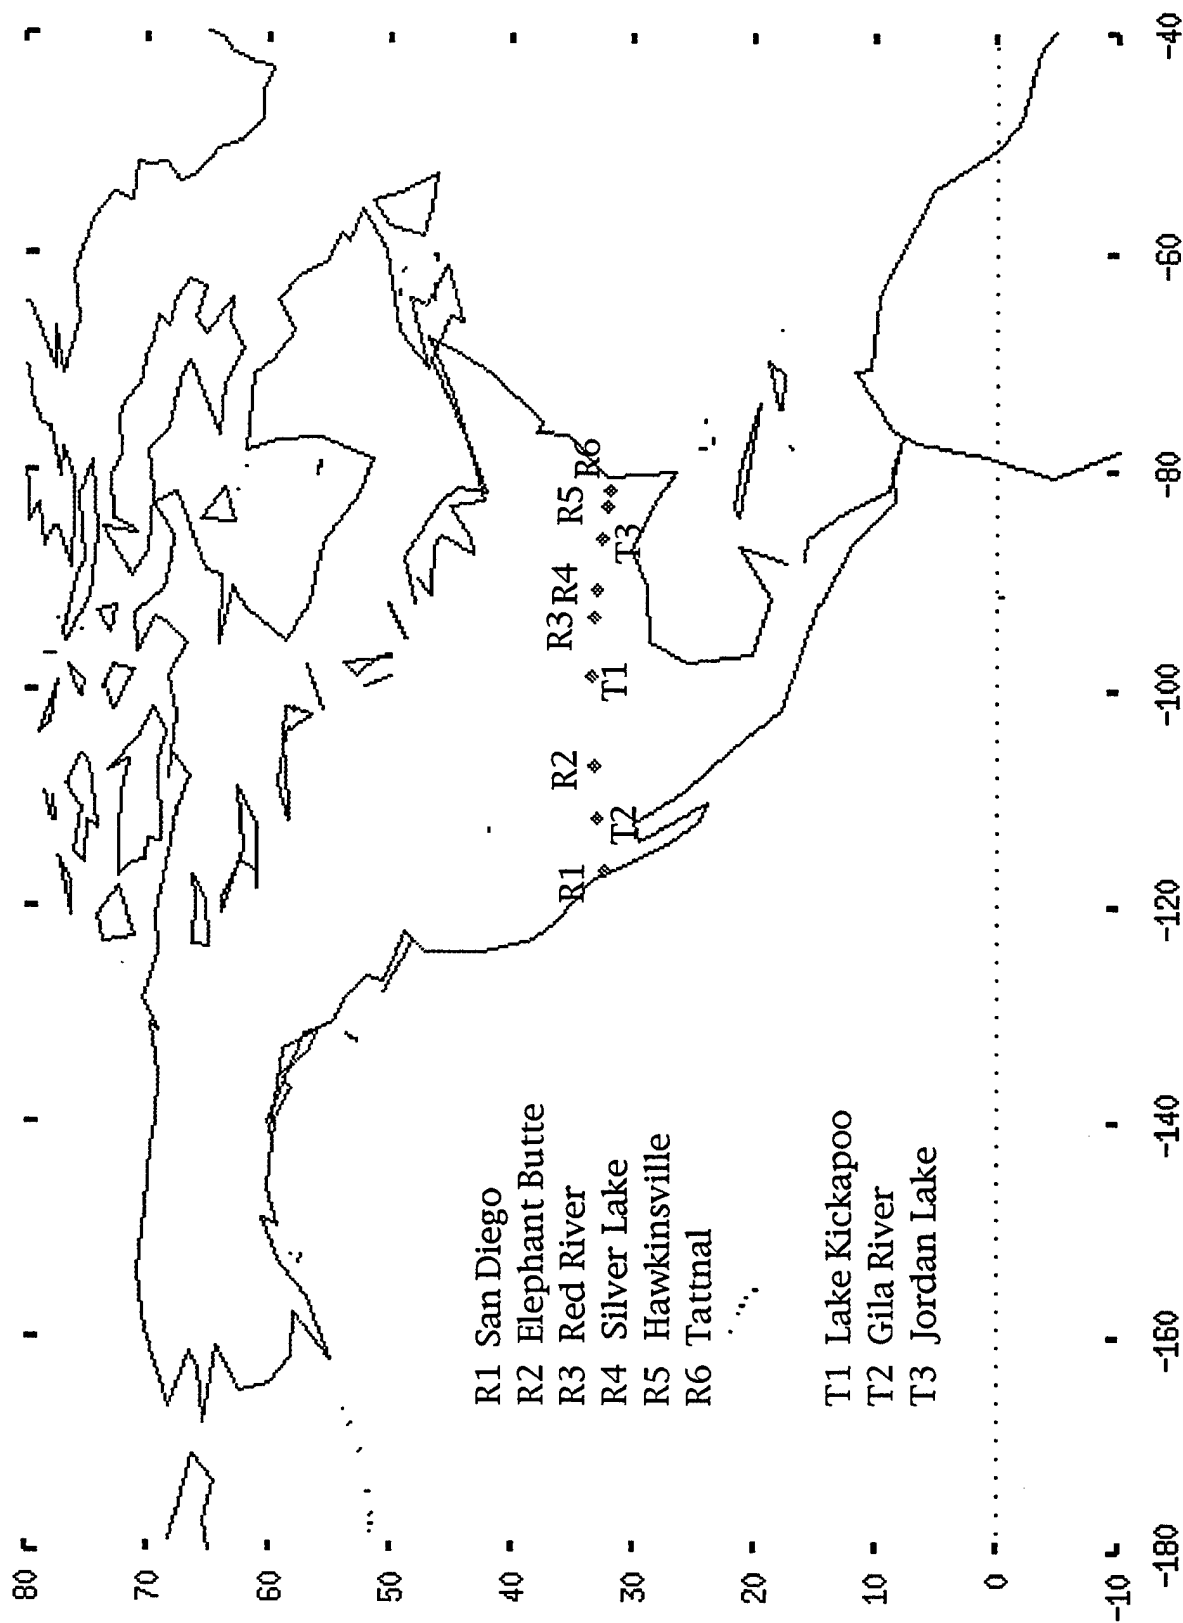 80
70
60
50
40
30
20
10
0
-10
-180
-160
-140
-120
-100
-80
-60
-40
R1
T2
R2
T1
R3
R4
T3
R5
R6
R1 San Diego
R2 Elephant Butte
R3 Red River
R4 Silver Lake
R5 Hawkinsville
R6 Tattnal
T1 Lake Kickapoo
T2 Gila River
T3 Jordan Lake